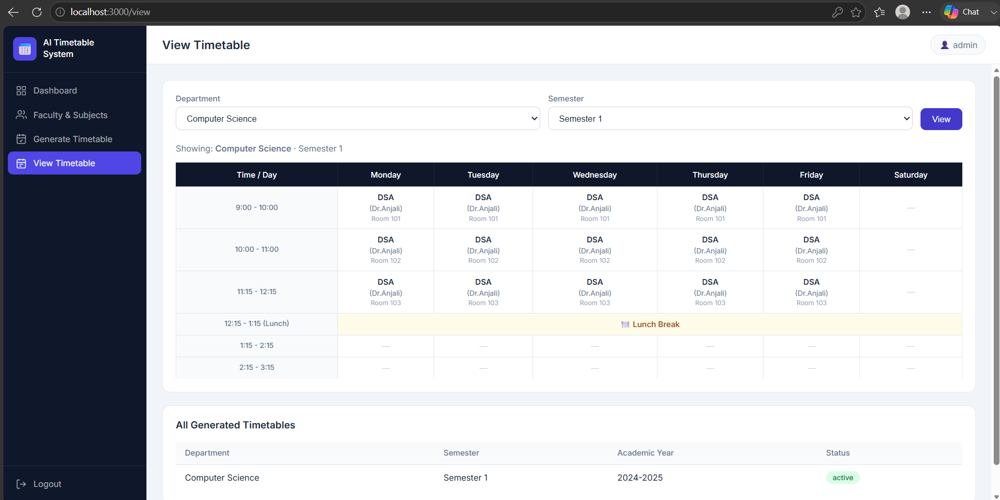 localhost:3000/view
Chat
AI Timetable
System
View Timetable
admin
Dashboard
Faculty & Subjects
Generate Timetable
View Timetable
Logout
Department
Semester
Computer Science
Semester 1
View
Showing: Computer Science · Semester 1
Time / Day Monday Tuesday Wednesday Thursday Friday Saturday
9:00 - 10:00
DSA DSA DSA DSA DSA
(Dr.Anjali) (Dr.Anjali) (Dr.Anjali) (Dr.Anjali) (Dr.Anjali) —
Room 101 Room 101 Room 101 Room 101 Room 101
10:00 - 11:00
DSA DSA DSA DSA DSA
(Dr.Anjali) (Dr.Anjali) (Dr.Anjali) (Dr.Anjali) (Dr.Anjali) —
Room 102 Room 102 Room 102 Room 102 Room 102
11:15 - 12:15
DSA DSA DSA DSA DSA
(Dr.Anjali) (Dr.Anjali) (Dr.Anjali) (Dr.Anjali) (Dr.Anjali) —
Room 103 Room 103 Room 103 Room 103 Room 103
12:15 - 1:15 (Lunch) Lunch Break
1:15 - 2:15 — — — — — —
2:15 - 3:15 — — — — — —
All Generated Timetables
Department Semester Academic Year Status
Computer Science Semester 1 2024-2025 active